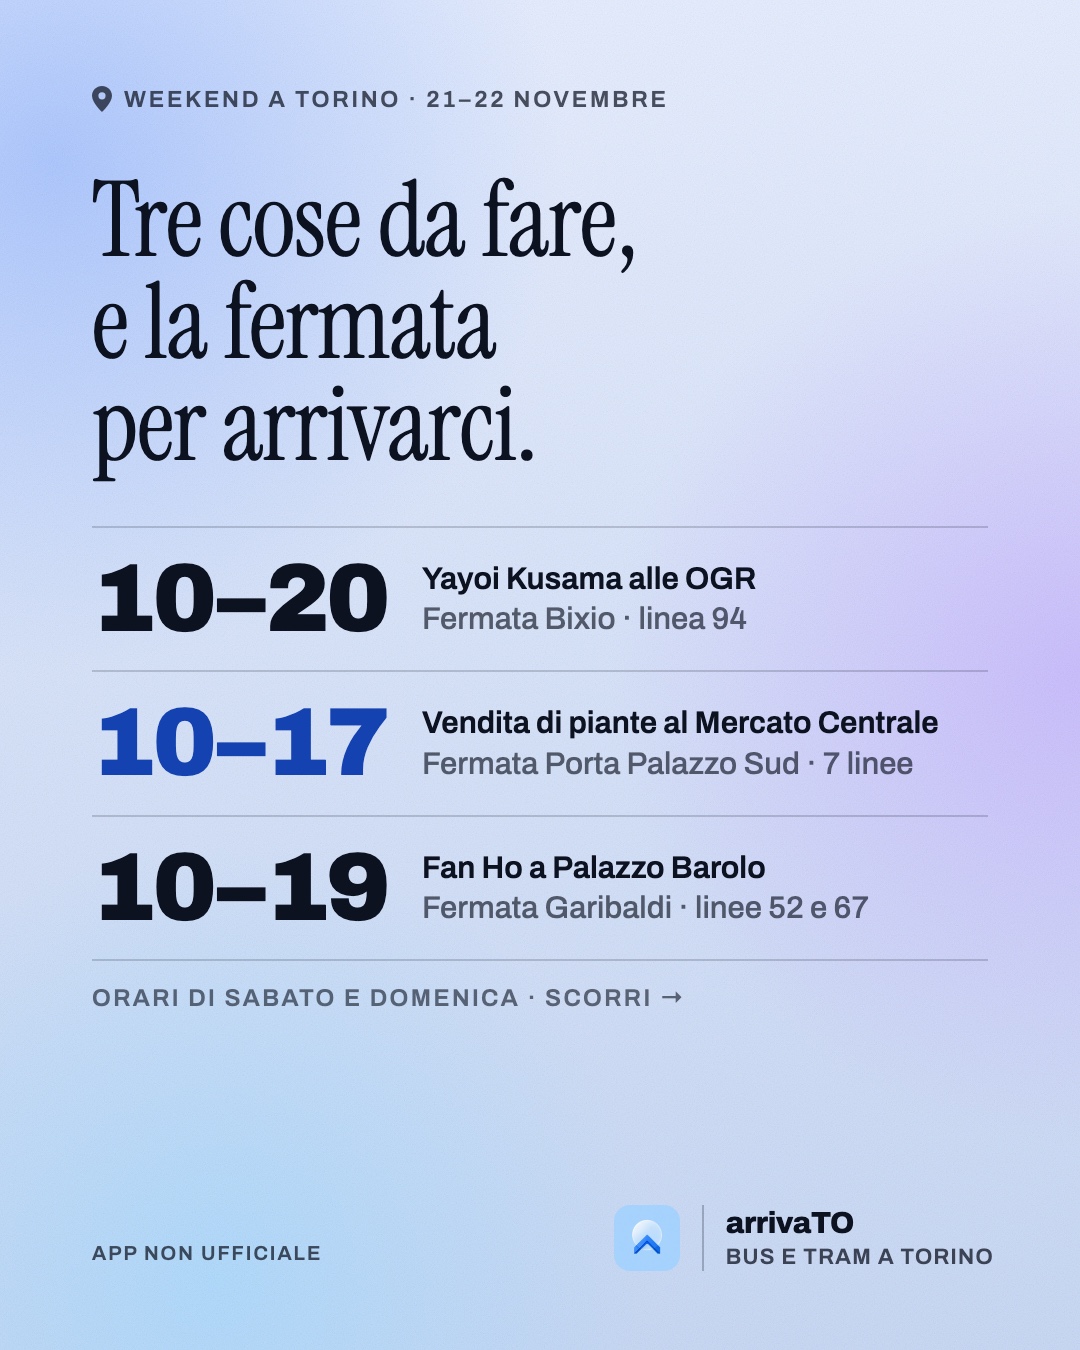 WEEKEND A TORINO · 21–22 NOVEMBRE
Tre cose da fare,
e la fermata
per arrivarci.
10–20
Yayoi Kusama alle OGR
Fermata Bixio · linea 94
10–17
Vendita di piante al Mercato Centrale
Fermata Porta Palazzo Sud · 7 linee
10–19
Fan Ho a Palazzo Barolo
Fermata Garibaldi · linee 52 e 67
ORARI DI SABATO E DOMENICA · SCORRI →
APP NON UFFICIALE
arrivaTO
BUS E TRAM A TORINO